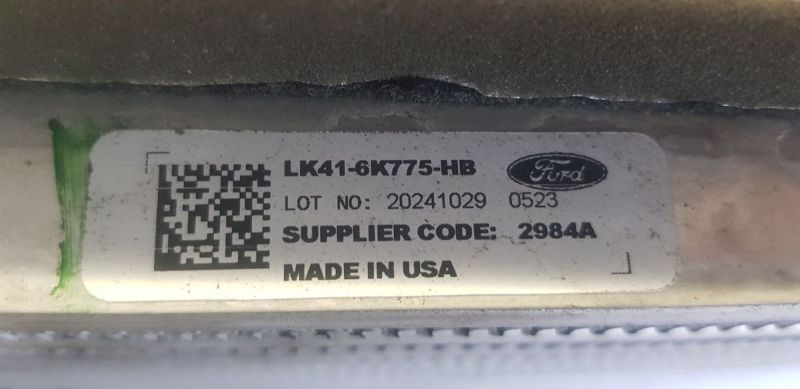 LK41-6K775-HB
Ford
LOT NO: 20241029 0523
SUPPLIER CODE: 2984A
MADE IN USA